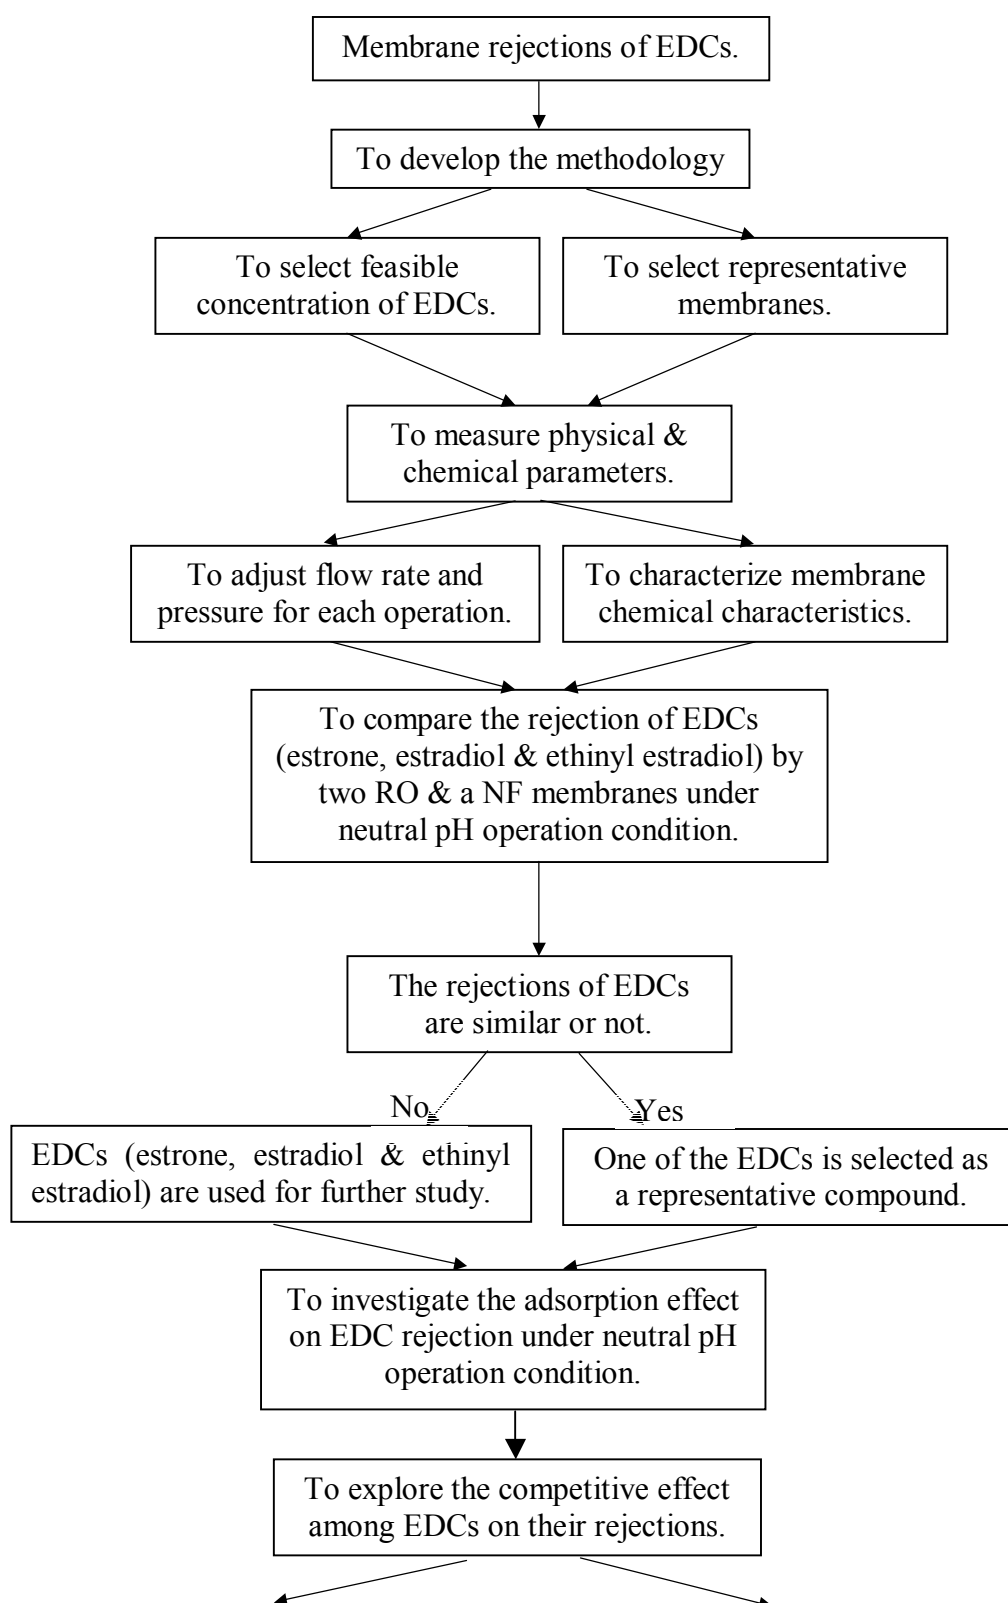 Membrane rejections of EDCs.
To develop the methodology
To select feasible
concentration of EDCs.
To select representative
membranes.
To measure physical &
chemical parameters.
To adjust flow rate and
pressure for each operation.
To characterize membrane
chemical characteristics.
To compare the rejection of EDCs
(estrone, estradiol & ethinyl estradiol) by
two RO & a NF membranes under
neutral pH operation condition.
The rejections of EDCs
are similar or not.
No
Yes
EDCs (estrone, estradiol & ethinyl
estradiol) are used for further study.
One of the EDCs is selected as
a representative compound.
To investigate the adsorption effect
on EDC rejection under neutral pH
operation condition.
To explore the competitive effect
among EDCs on their rejections.